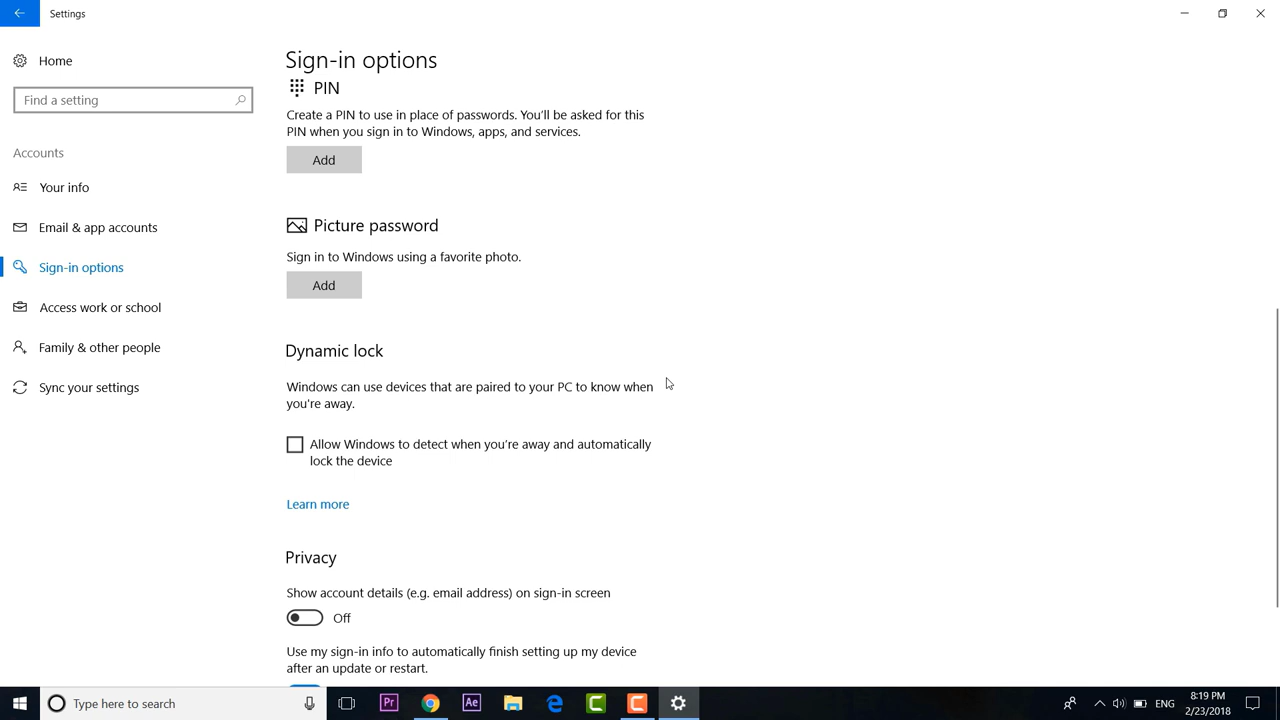 Settings
Home
Find a setting
Accounts
Your info
Email & app accounts
Sign-in options
Access work or school
Family & other people
Sync your settings
Sign-in options
PIN
Create a PIN to use in place of passwords. You'll be asked for this
PIN when you sign in to Windows, apps, and services.
Add
Picture password
Sign in to Windows using a favorite photo.
Add
Dynamic lock
Windows can use devices that are paired to your PC to know when
you're away.
Allow Windows to detect when you're away and automatically
lock the device
Learn more
Privacy
Show account details (e.g. email address) on sign-in screen
Off
Use my sign-in info to automatically finish setting up my device
after an update or restart.
Type here to search
Pr
Ae
ENG
8:19 PM
2/23/2018